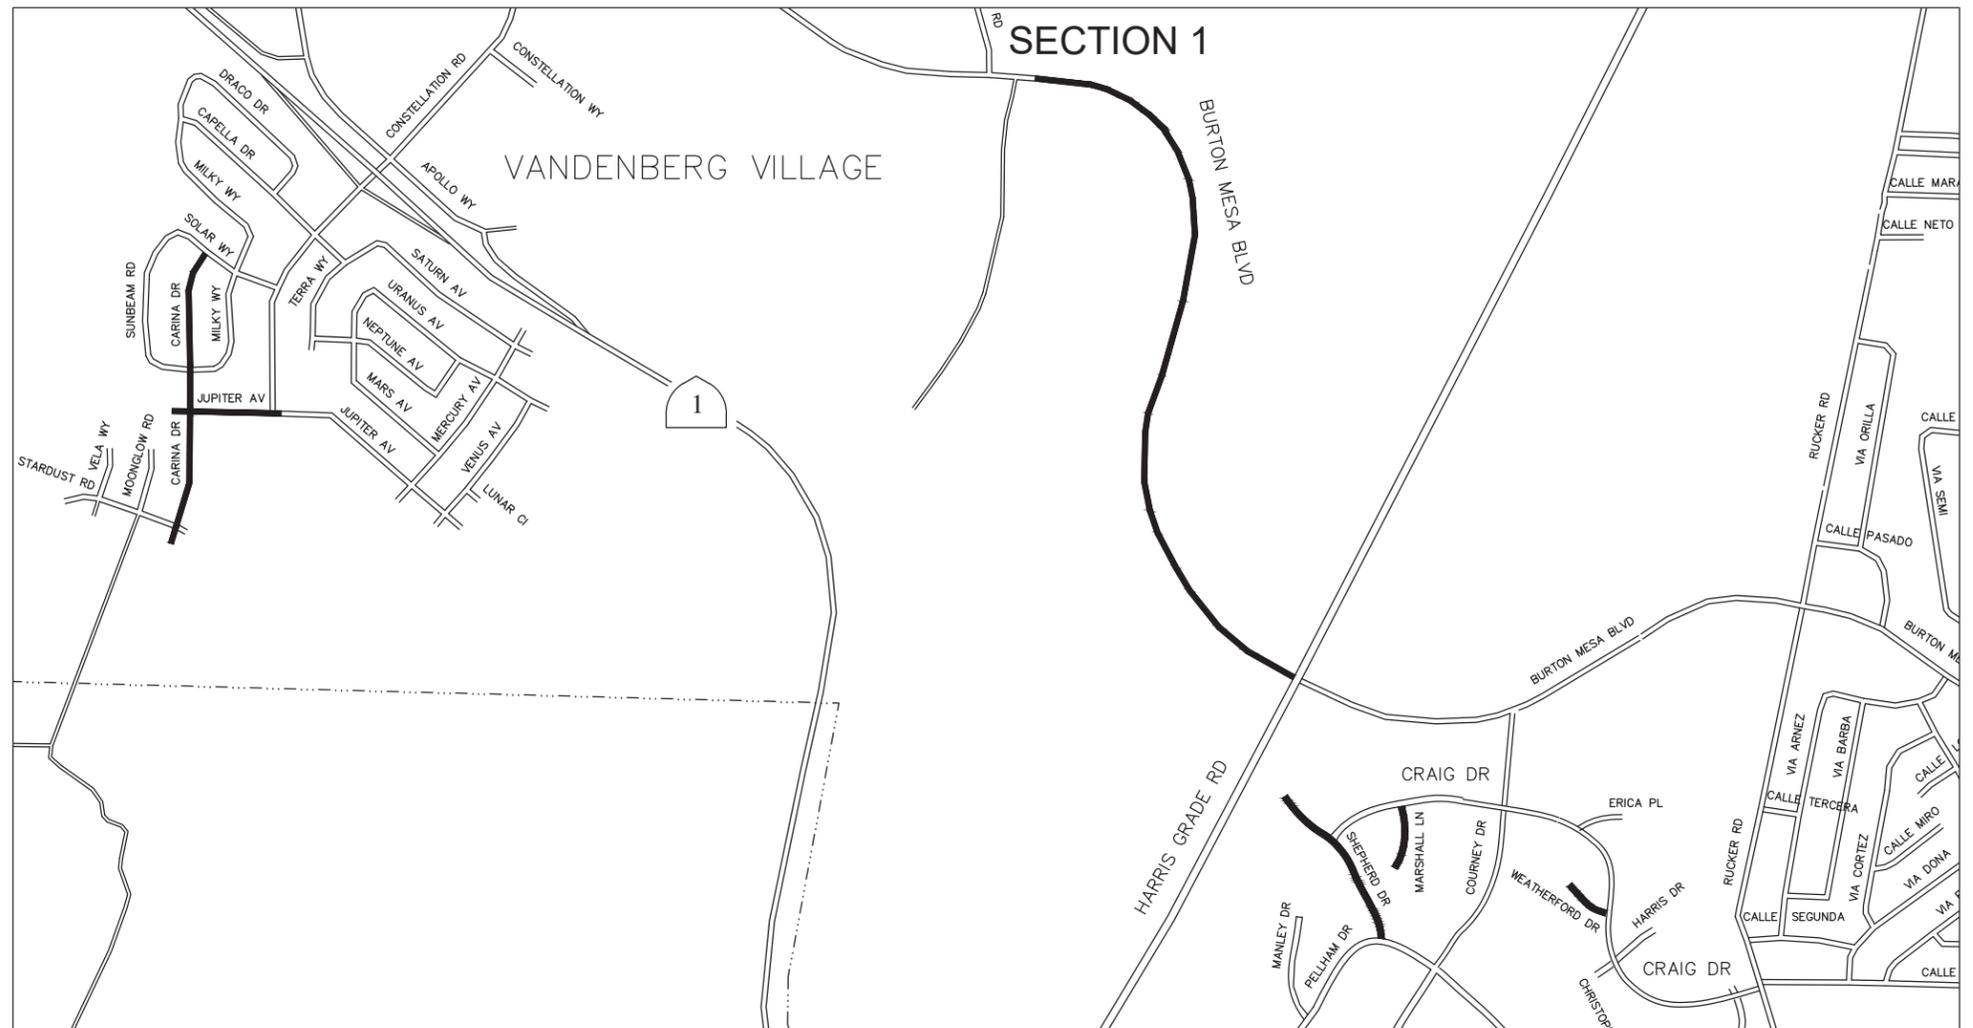 RD
SECTION 1
CONSTELLATION WY
CONSTELLATION RD
DRACO DR
CAPELLA DR
BURTON MESA BLVD
VANDENBERG VILLAGE
APOLLO WY
MILKY WY
SOLAR WY
CALLE MARA
CALLE NETO
SUNBEAM RD
CARINA DR
MILKY WY
TERRA WY
SATURN AV
URANUS AV
NEPTUNE AV
MARS AV
MERCURY AV
1
JUPITER AV
JUPITER AV
VENUS AV
LUNAR CI
STARDUST RD
VELA WY
MOONGLOW RD
CARINA DR
RUCKER RD
VIA ORILLA
CALLE
VIA SEMI
CALLE PASADO
BURTON MESA BLVD
BURTON ME
VIA ARNEZ
VIA BARBA
CALLE
CALLE TERCERA
CALLE MIRO
HARRIS GRADE RD
CRAIG DR
ERICA PL
SHEPHERD DR
MARSHALL LN
COURNEY DR
WEATHERFORD DR
HARRIS DR
RUCKER RD
VIA CORTEZ
VIA DONA
CALLE SEGUNDA
MANLEY DR
PELLHAM DR
CRAIG DR
CHRISTOP
CALLE